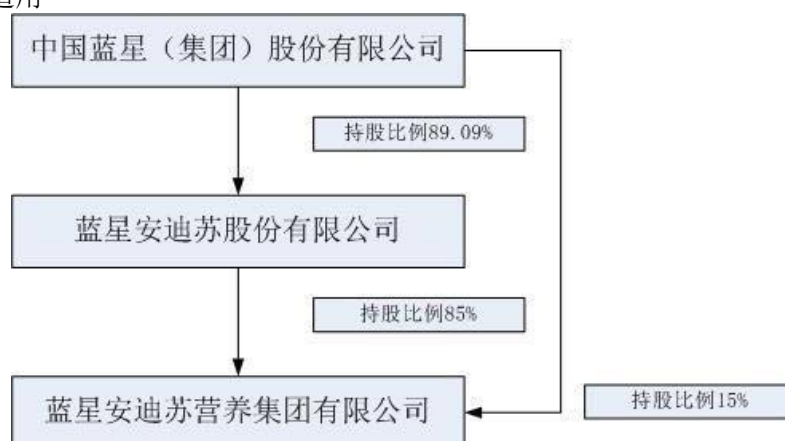 中国蓝星（集团）股份有限公司
持股比例89.09%
蓝星安迪苏股份有限公司
持股比例85%
蓝星安迪苏营养集团有限公司
持股比例15%